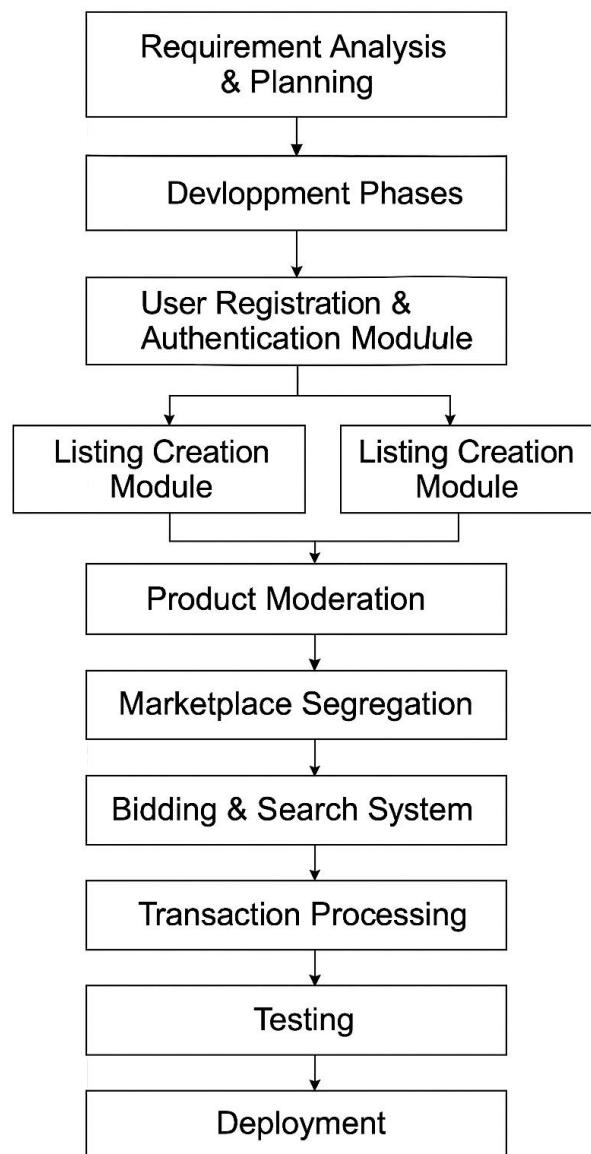 Requirement Analysis
& Planning
Devloppment Phases
User Registration &
Authentication Module
Listing Creation
Module
Listing Creation
Module
Product Moderation
Marketplace Segregation
Bidding & Search System
Transaction Processing
Testing
Deployment